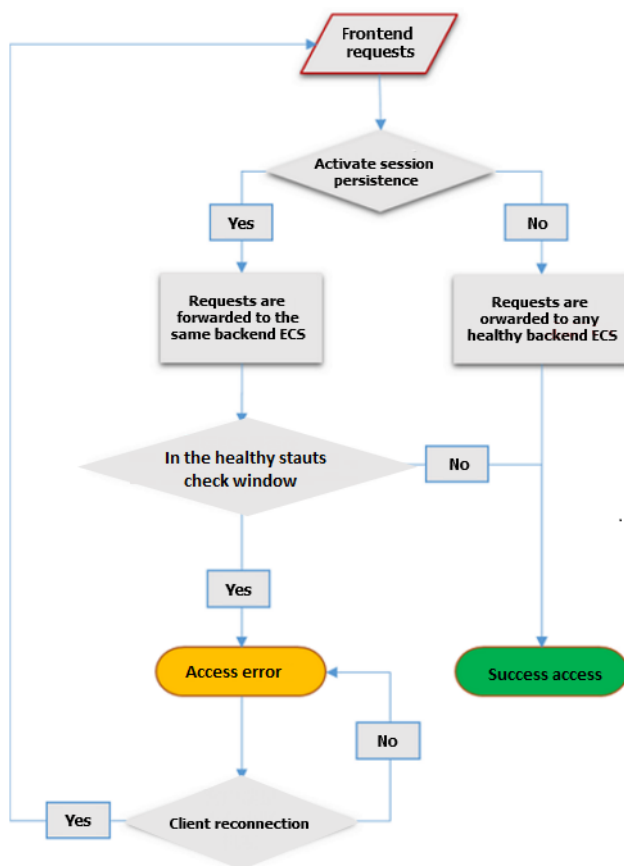 Frontend
requests
Activate session
persistence
Yes
No
Requests are
forwarded to the
same backend ECS
Requests are
orwarded to any
healthy backend ECS
In the healthy stauts
check window
No
Yes
Access error
Success access
No
Yes
Client reconnection